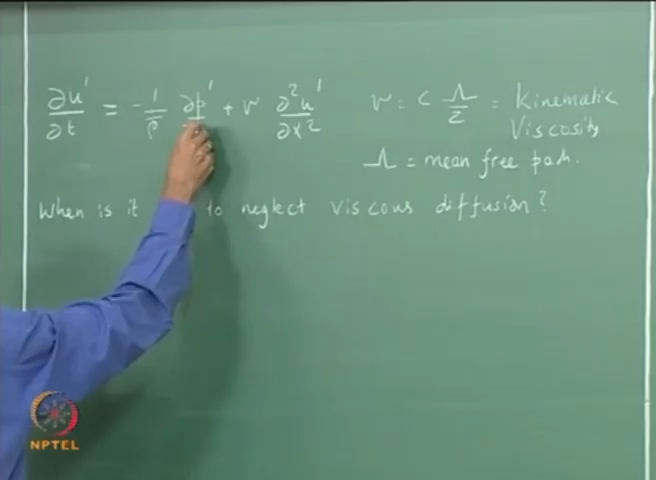 ∂u'/∂t = -1/ρ̄ ∂p'/ + ν ∂²u'/∂x²
ν = C Λ/2 = Kinematic Viscosity
Λ = mean free path.
When is it to neglect viscous diffusion?
NPTEL